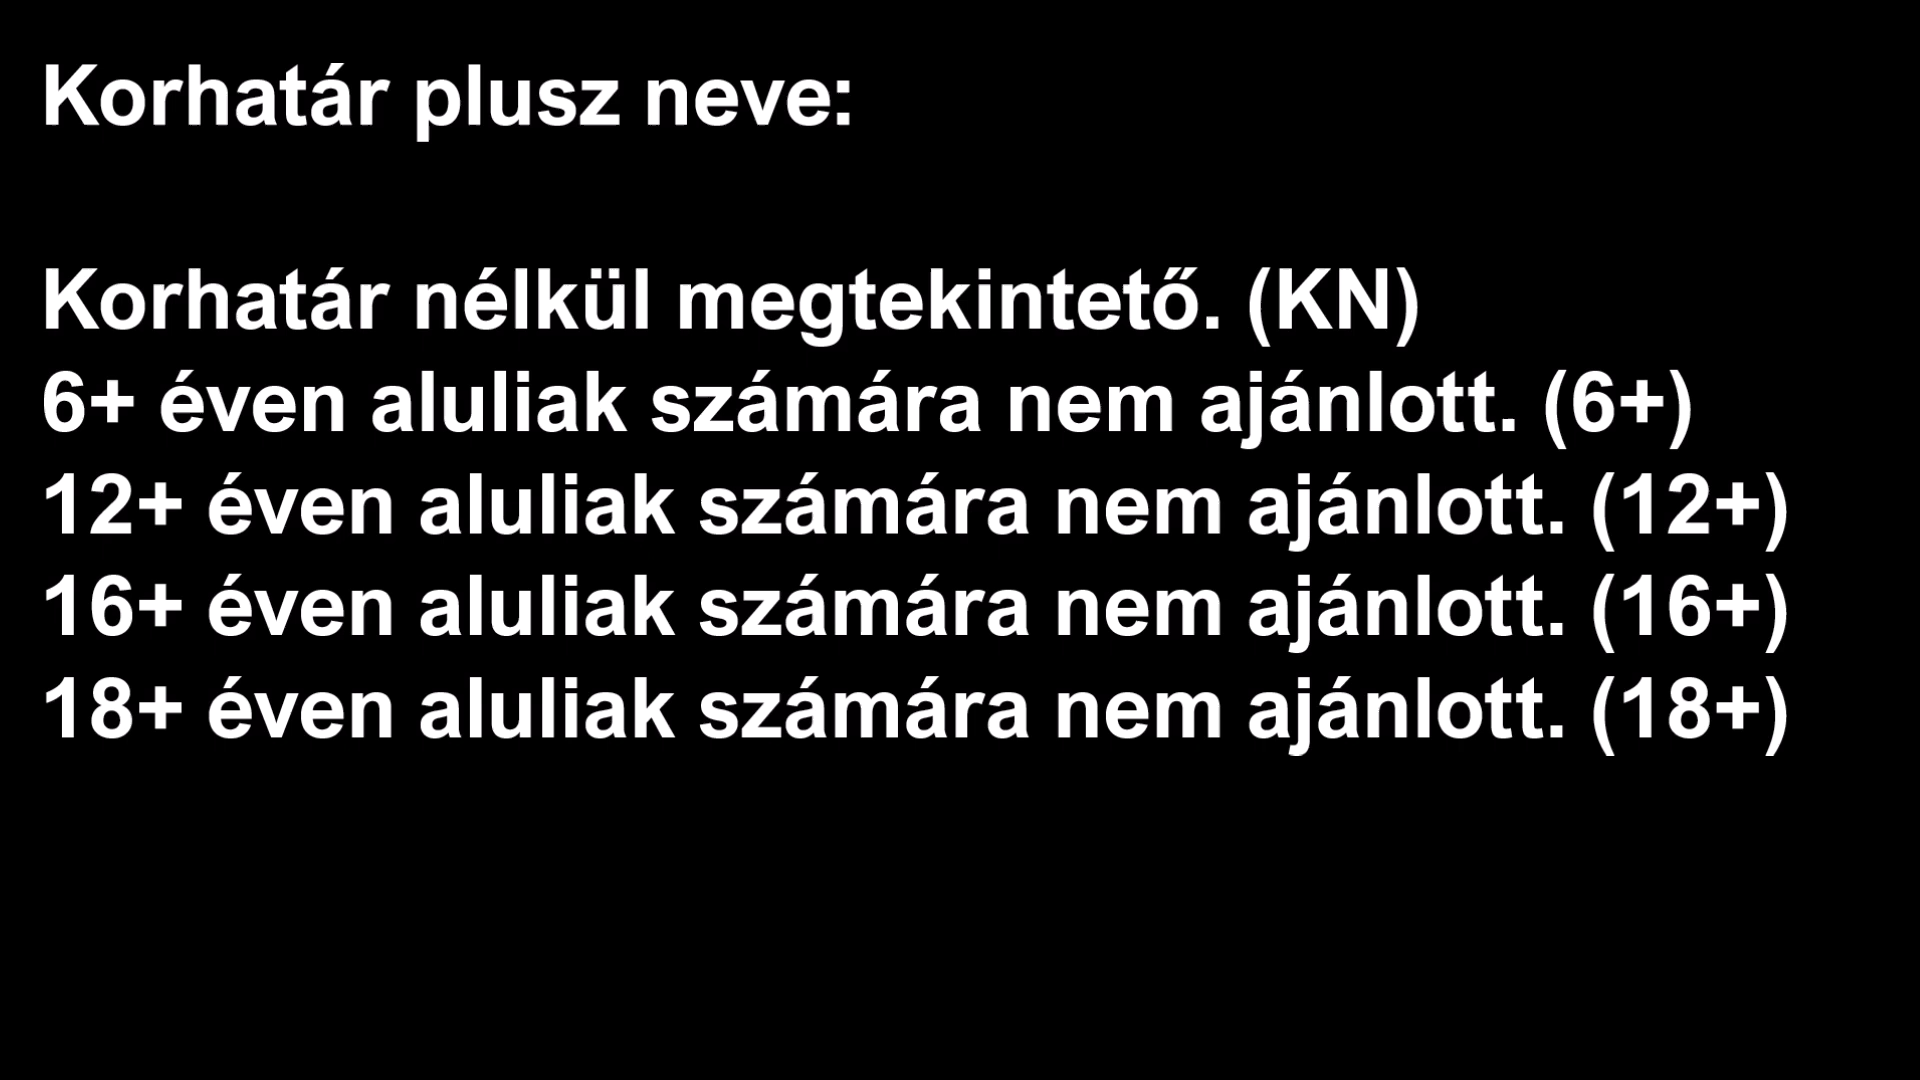 Korhatár plusz neve:
Korhatár nélkül megtekintető. (KN)
6+ éven aluliak számára nem ajánlott. (6+)
12+ éven aluliak számára nem ajánlott. (12+)
16+ éven aluliak számára nem ajánlott. (16+)
18+ éven aluliak számára nem ajánlott. (18+)